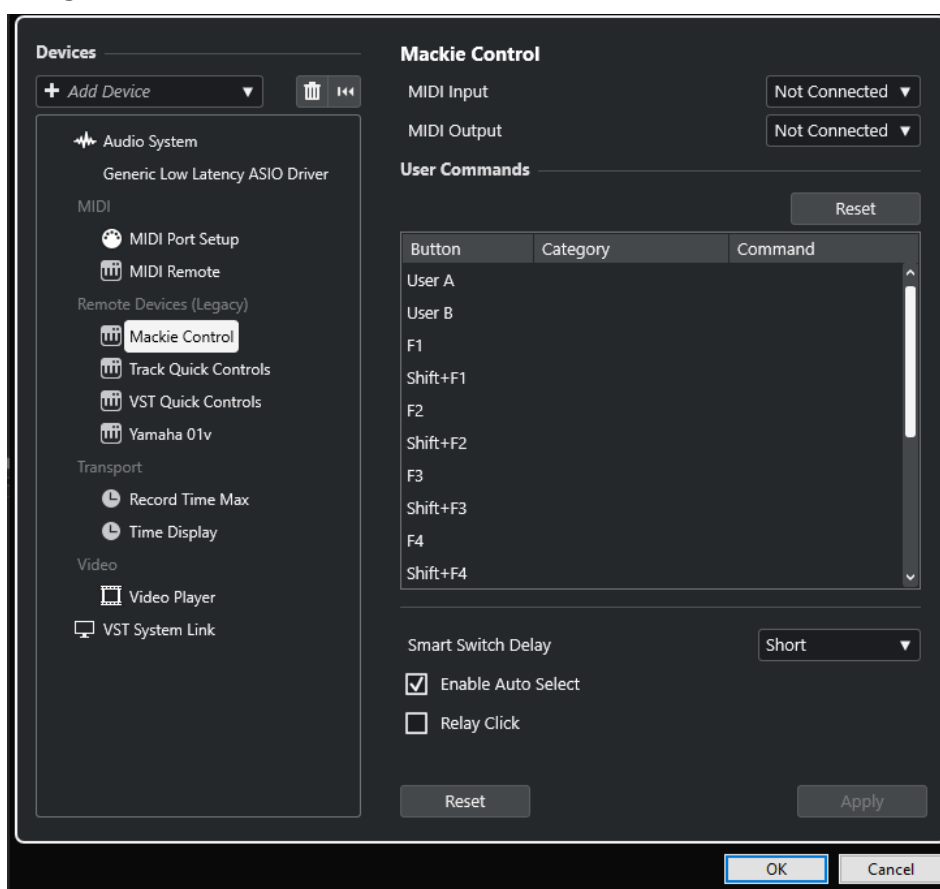 Devices
Add Device
Audio System
Generic Low Latency ASIO Driver
MIDI
MIDI Port Setup
MIDI Remote
Remote Devices (Legacy)
Mackie Control
Track Quick Controls
VST Quick Controls
Yamaha 01v
Transport
Record Time Max
Time Display
Video
Video Player
VST System Link
Mackie Control
MIDI Input Not Connected
MIDI Output Not Connected
User Commands
Reset
Button Category Command
User A
User B
F1
Shift+F1
F2
Shift+F2
F3
Shift+F3
F4
Shift+F4
Smart Switch Delay Short
Enable Auto Select
Relay Click
Reset Apply
OK Cancel